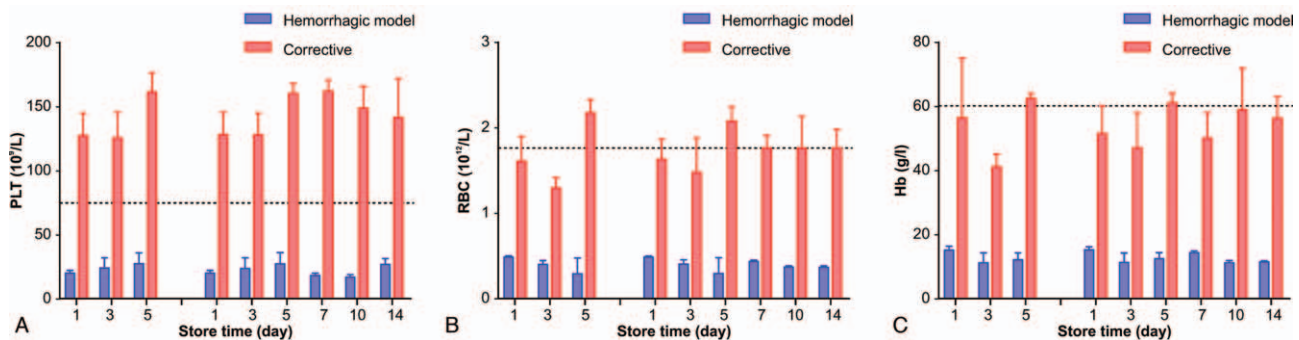 Hemorrhagic model
Corrective
200
150
100
50
0
PLT (10⁹/L)
1 3 5 1 3 5 7 10 14
Store time (day)
A
Hemorrhagic model
Corrective
3
2
1
0
RBC (10¹²/L)
1 3 5 1 3 5 7 10 14
Store time (day)
B
Hemorrhagic model
Corrective
80
60
40
20
0
Hb (g/l)
1 3 5 1 3 5 7 10 14
Store time (day)
C